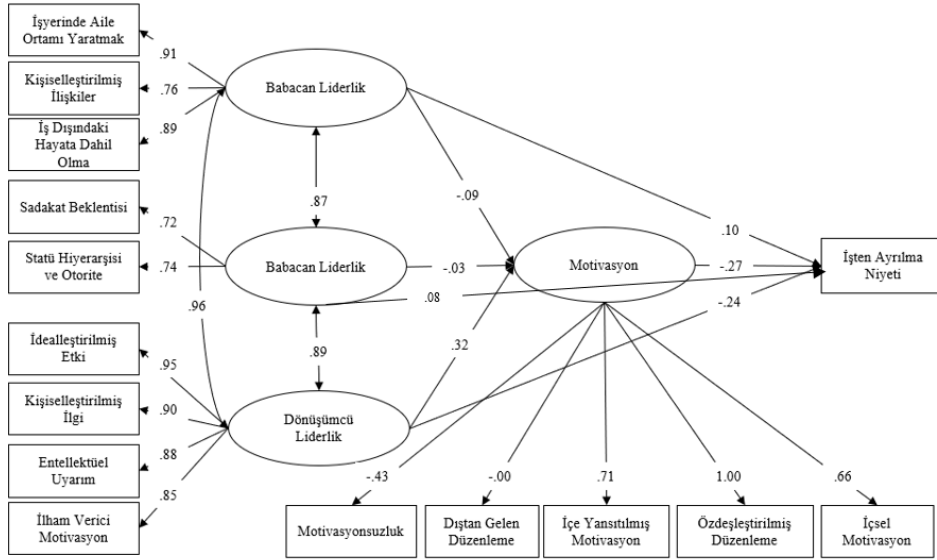 İşyerinde Aile
Ortamı Yaratmak
.91
Kişiselleştirilmiş
İlişkiler
.76
İş Dışındaki
Hayata Dahil
Olma
.89
Babacan Liderlik
.87
-.09
.10
Sadakat Beklentisi
.72
Statü Hiyerarşisi
ve Otorite
.74
Babacan Liderlik
-.03
.08
Motivasyon
-.27
-.24
İşten Ayrılma
Niyeti
.96
.89
.32
İdealleştirilmiş
Etki
.95
Kişiselleştirilmiş
İlgi
.90
Entellektüel
Uyarım
.88
İlham Verici
Motivasyon
.85
Dönüşümcü
Liderlik
-.43
-.00
.71
1.00
.66
Motivasyonsuzluk
Dıştan Gelen
Düzenleme
İçe Yansıtılmış
Motivasyon
Özdeşleştirilmiş
Düzenleme
İçsel
Motivasyon